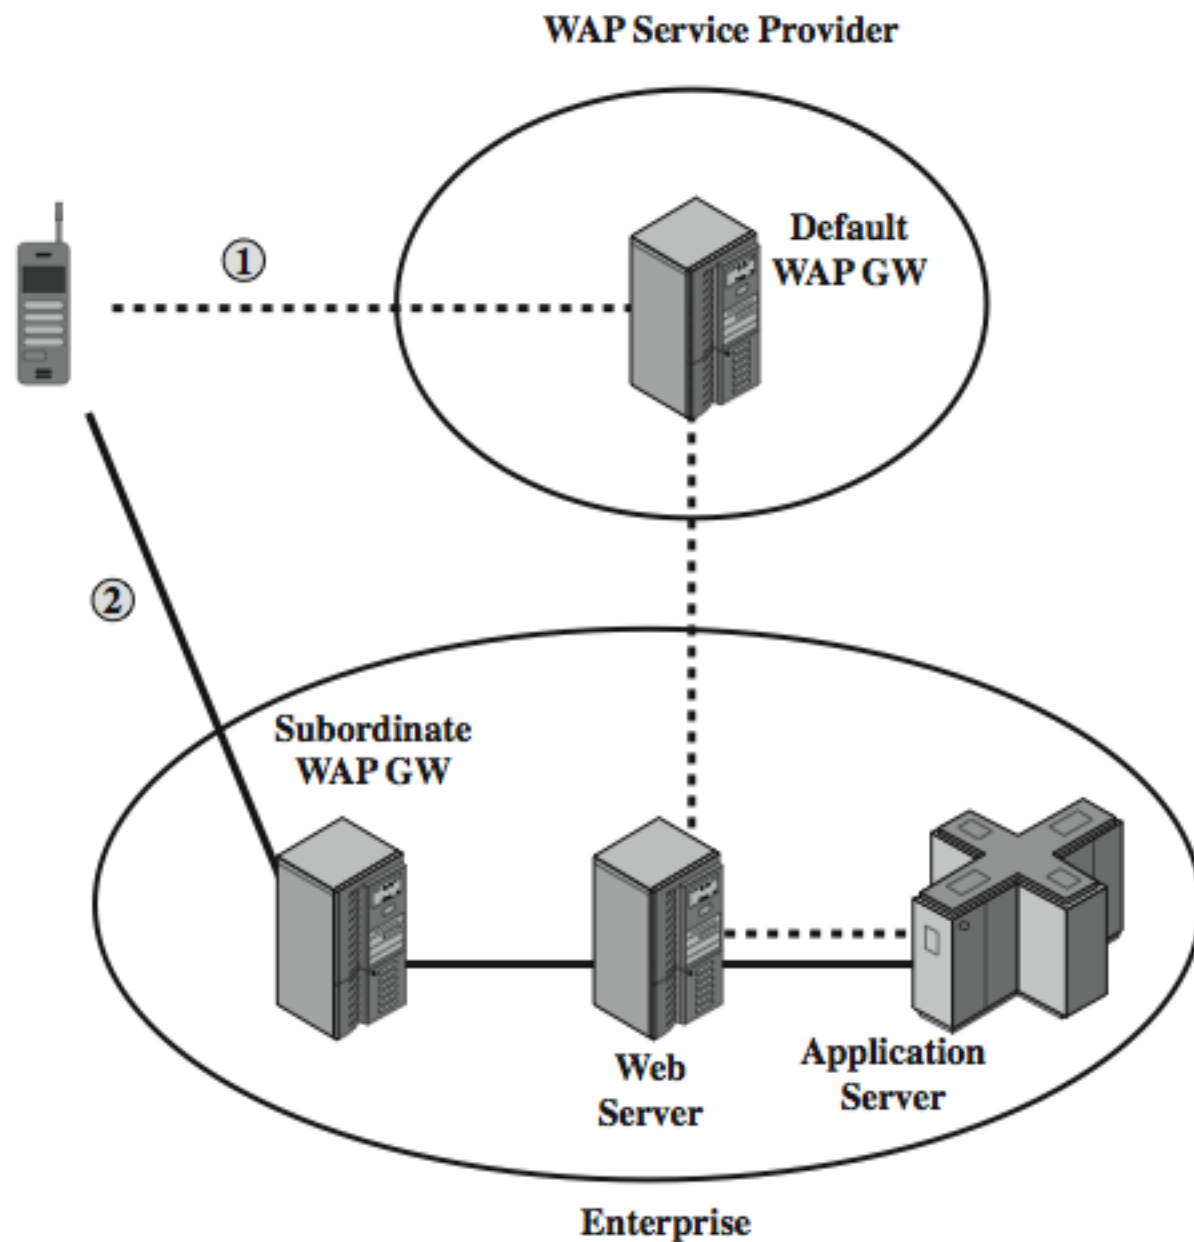 WAP Service Provider
Default
WAP GW
1
2
Subordinate
WAP GW
Web
Server
Application
Server
Enterprise